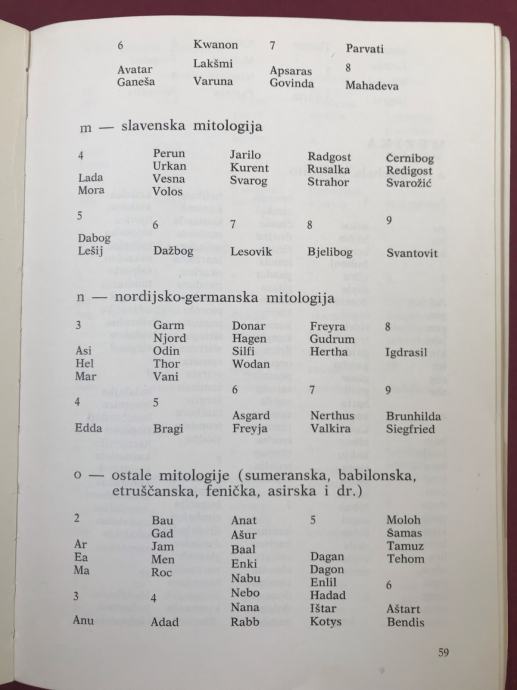 6 Kwanon 7 Parvati
Avatar Lakšmi Apsaras 8
Ganeša Varuna Govinda Mahadeva
m — slavenska mitologija
4 Perun Jarilo Radgost Černibog
Urkan Kurent Rusalka Redigost
Lada Vesna Svarog Strahor Svarožić
Mora Volos
5 6 7 8 9
Dabog
Lešij Dažbog Lesovik Bjelibog Svantovit
n — nordijsko-germanska mitologija
3 Garm Donar Freyra 8
Njord Hagen Gudrum
Asi Odin Silfi Hertha Igdrasil
Hel Thor Wodan
Mar Vani
4 5 6 7 9
Asgard Nerthus Brunhilda
Edda Bragi Freyja Valkira Siegfried
o — ostale mitologije (sumeranska, babilonska,
etruščanska, fenička, asirska i dr.)
2 Bau Anat 5 Moloh
Gad Ašur Šamas
Ar Jam Baal Dagan Tamuz
Ea Men Enki Dagon Tehom
Ma Roc Nabu Enlil
3 4 Nebo Hadad 6
Nana Ištar Aštart
Anu Adad Rabb Kotys Bendis
59